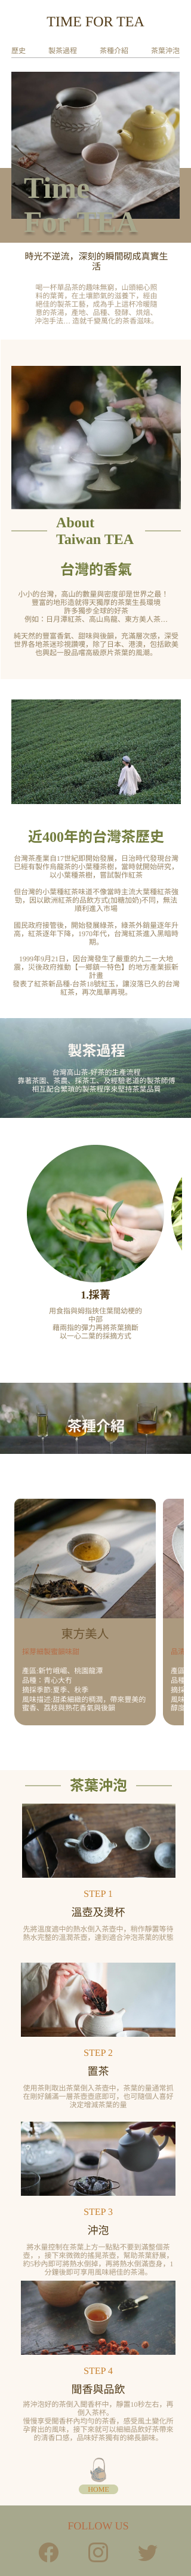 TIME FOR TEA
歷史 製茶過程 茶種介紹 茶葉沖泡
Time
For TEA
時光不逆流，深刻的瞬間砌成真實生
活
喝一杯單品茶的趣味無窮，山頭細心照
料的葉菁，在土壤節氣的滋養下，經由
絕佳的製茶工藝，成為手上這杯冷暖隨
意的茶湯，產地、品種、發酵、烘焙、
沖泡手法… 造就千變萬化的茶香滋味。
About
Taiwan TEA
台灣的香氣
小小的台灣，高山的數量與密度卻是世界之最！
豐富的地形造就得天獨厚的茶葉生長環境
許多獨步全球的好茶
例如：日月潭紅茶、高山烏龍、東方美人茶…
純天然的豐富香氣、甜味與後韻，充滿層次感，深受
世界各地茶迷珍視讚嘆，除了日本、港澳，包括歐美
也興起一股品嚐高級原片茶葉的風潮。
近400年的台灣茶歷史
台灣茶產業自17世紀即開始發展，日治時代發現台灣
已經有製作烏龍茶的小葉種茶樹，當時就開始研究，
以小葉種茶樹，嘗試製作紅茶
但台灣的小葉種紅茶味道不像當時主流大葉種紅茶強
勁，因以歐洲紅茶的品飲方式(加糖加奶)不同，無法
順利進入市場
國民政府接管後，開始發展綠茶，綠茶外銷量逐年升
高，紅茶逐年下降，1970年代，台灣紅茶進入黑暗時
期。
1999年9月21日，因台灣發生了嚴重的九二一大地
震，災後政府推動【一鄉鎮一特色】的地方產業振新
計畫
發表了紅茶新品種-台茶18號紅玉，讓沒落已久的台灣
紅茶，再次風華再現。
製茶過程
台灣高山茶-好茶的生產流程
靠著茶園、茶農、採茶工、及經驗老道的製茶師傅
相互配合繁瑣的製茶程序來堅持茶葉品質
1.採菁
用食指與姆指挾住葉間幼梗的
中部
藉兩指的彈力再將茶葉摘斷
以一心二葉的採摘方式
茶種介紹
東方美人
產區:新竹峨嵋、桃園龍潭
品種：青心大冇
摘採季節:夏季、秋季
風味描述:甜柔細緻的稠潤，帶來豐美的
蜜香、荔枝與熟花香氣與後韻
茶葉沖泡
STEP 1
溫壺及燙杯
先將溫度適中的熱水倒入茶壺中，稍作靜置等待
熱水完整的溫潤茶壺，達到適合沖泡茶葉的狀態
STEP 2
置茶
使用茶則取出茶葉倒入茶壺中，茶葉的量通常抓
在剛好鋪滿一層茶壺壺底即可，也可隨個人喜好
決定增減茶葉的量
STEP 3
沖泡
將水量控制在茶葉上方一點點不要到滿整個茶
壺，，接下來微微的搖晃茶壺，幫助茶葉舒展，
約5秒內即可將熱水倒掉，再將熱水倒滿壺身，1
分鐘後即可享用風味絕佳的茶湯。
STEP 4
聞香與品飲
將沖泡好的茶倒入聞香杯中，靜置10秒左右，再
倒入茶杯。
慢慢享受聞香杯內均勻的茶香，感受風土變化所
孕育出的風味，接下來就可以細細品飲好茶帶來
的清香口感，品味好茶獨有的綺長韻味。
HOME
FOLLOW US